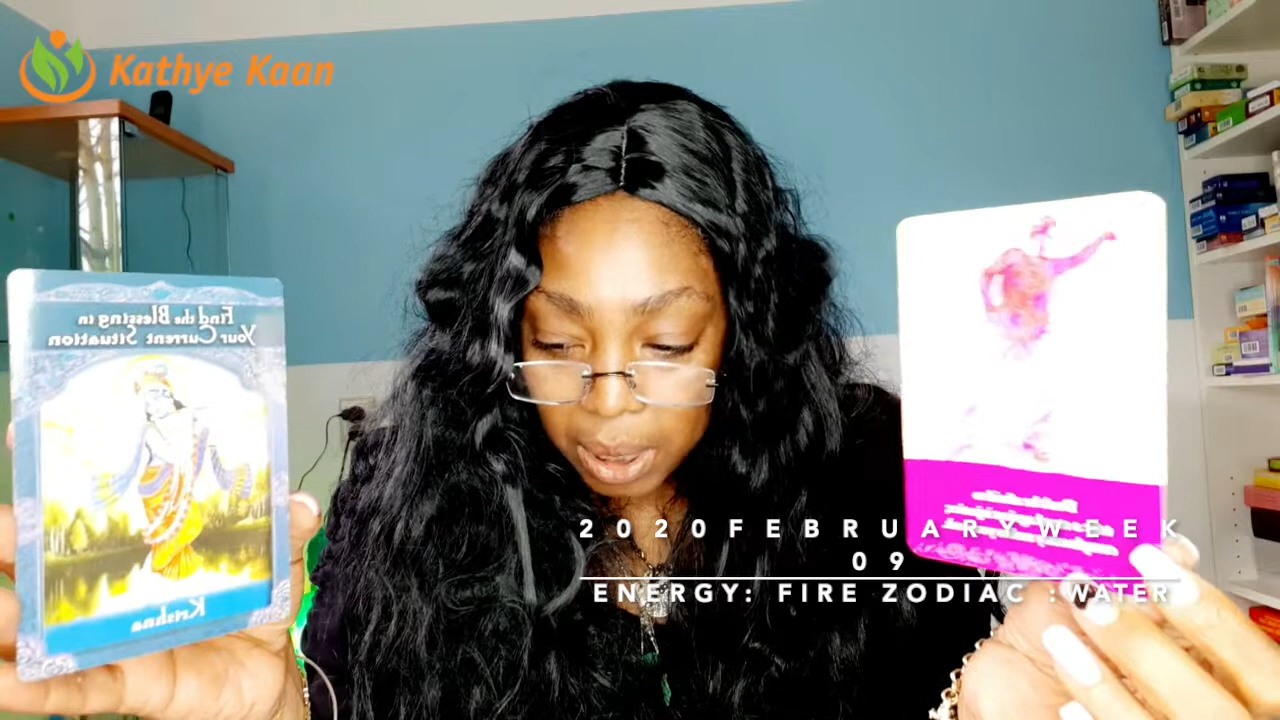 Kathye Kaan
Find the Blessing in
Your Current Situation
Krishna
2020FEBRUARYWEEK
09
ENERGY: FIRE ZODIAC :WATER